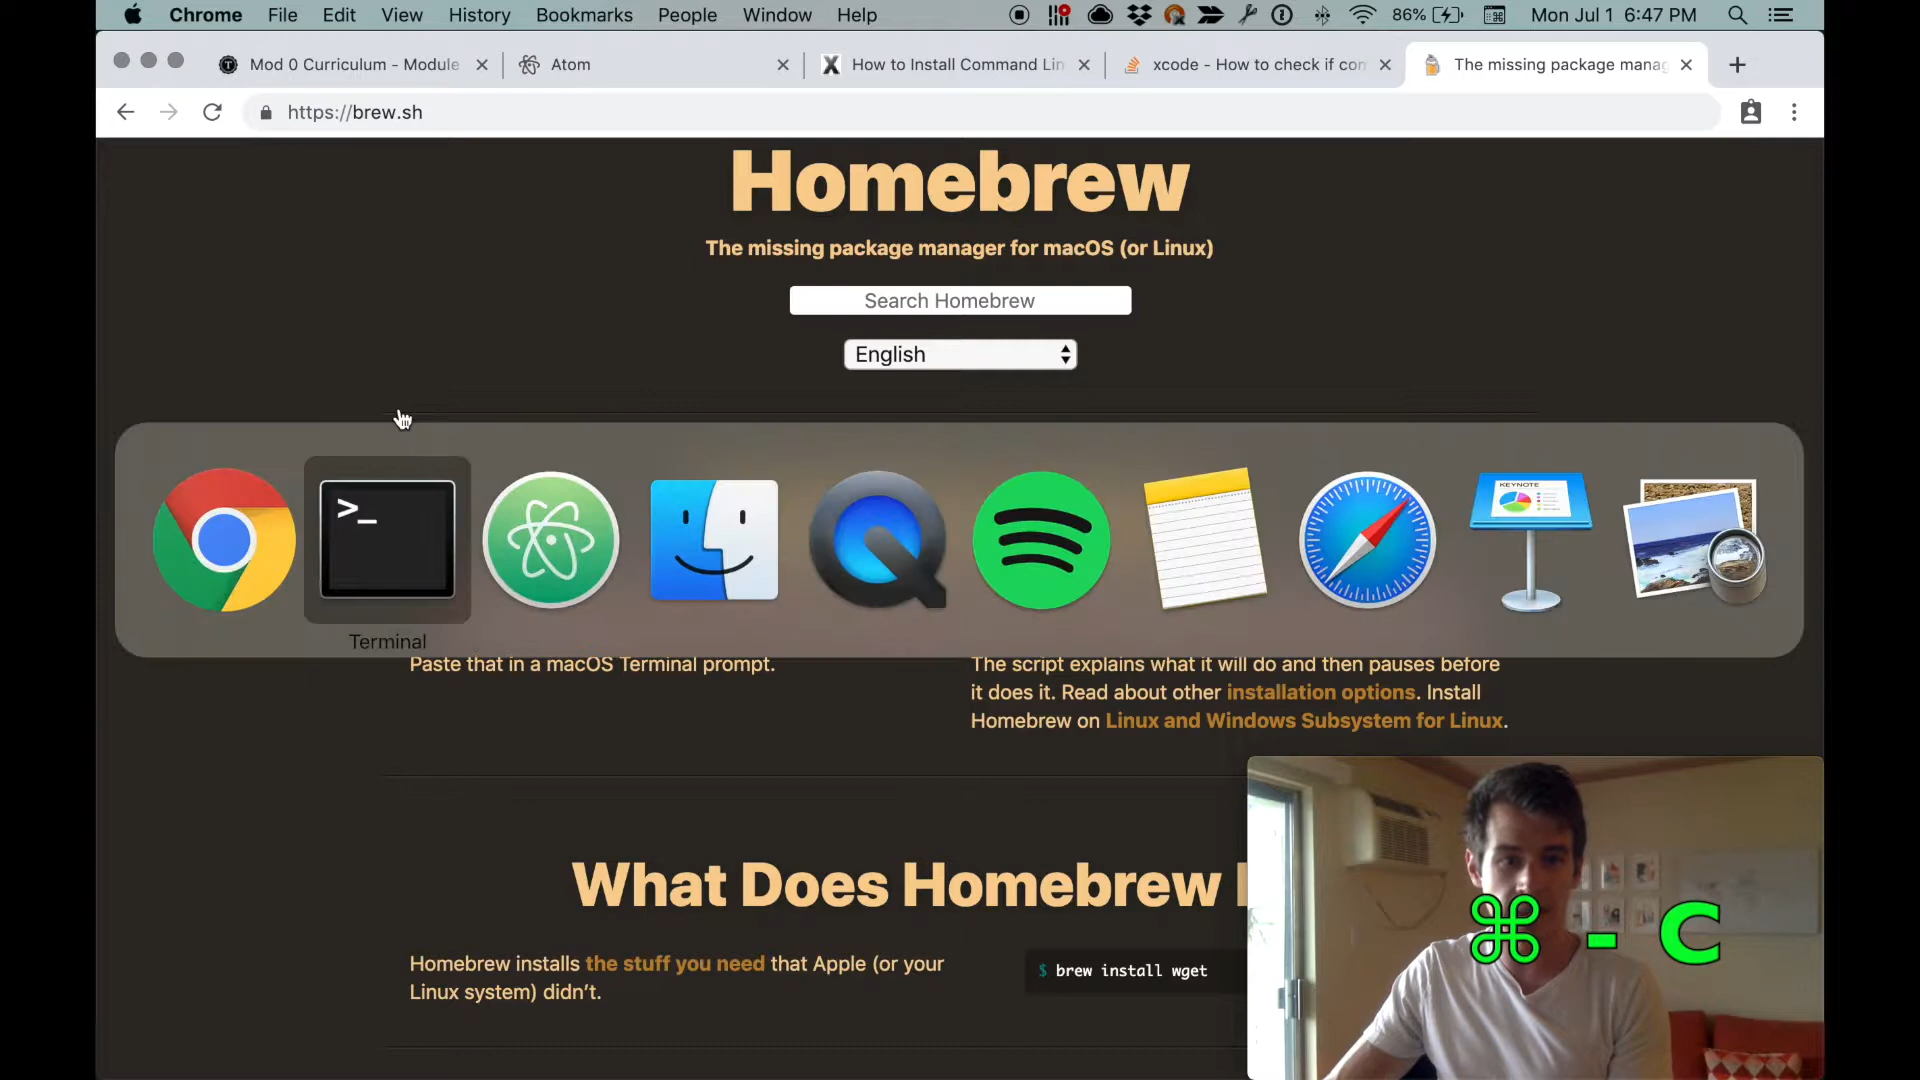 Chrome File Edit View History Bookmarks People Window Help 86% Mon Jul 1 6:47 PM
Mod 0 Curriculum - Module
Atom
How to Install Command Lin
xcode - How to check if con
The missing package manag
https://brew.sh
Homebrew
The missing package manager for macOS (or Linux)
Search Homebrew
English
>_
KEYNOTE
Terminal
Paste that in a macOS Terminal prompt.
The script explains what it will do and then pauses before
it does it. Read about other installation options. Install
Homebrew on Linux and Windows Subsystem for Linux.
What Does Homebrew
Homebrew installs the stuff you need that Apple (or your
Linux system) didn't.
$ brew install wget
⌘ - C